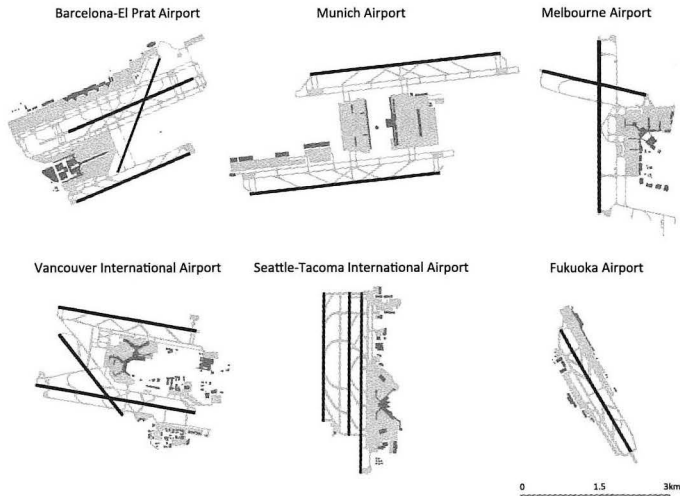 Barcelona-El Prat Airport
Munich Airport
Melbourne Airport
Vancouver International Airport
Seattle-Tacoma International Airport
Fukuoka Airport
0 1.5 3km